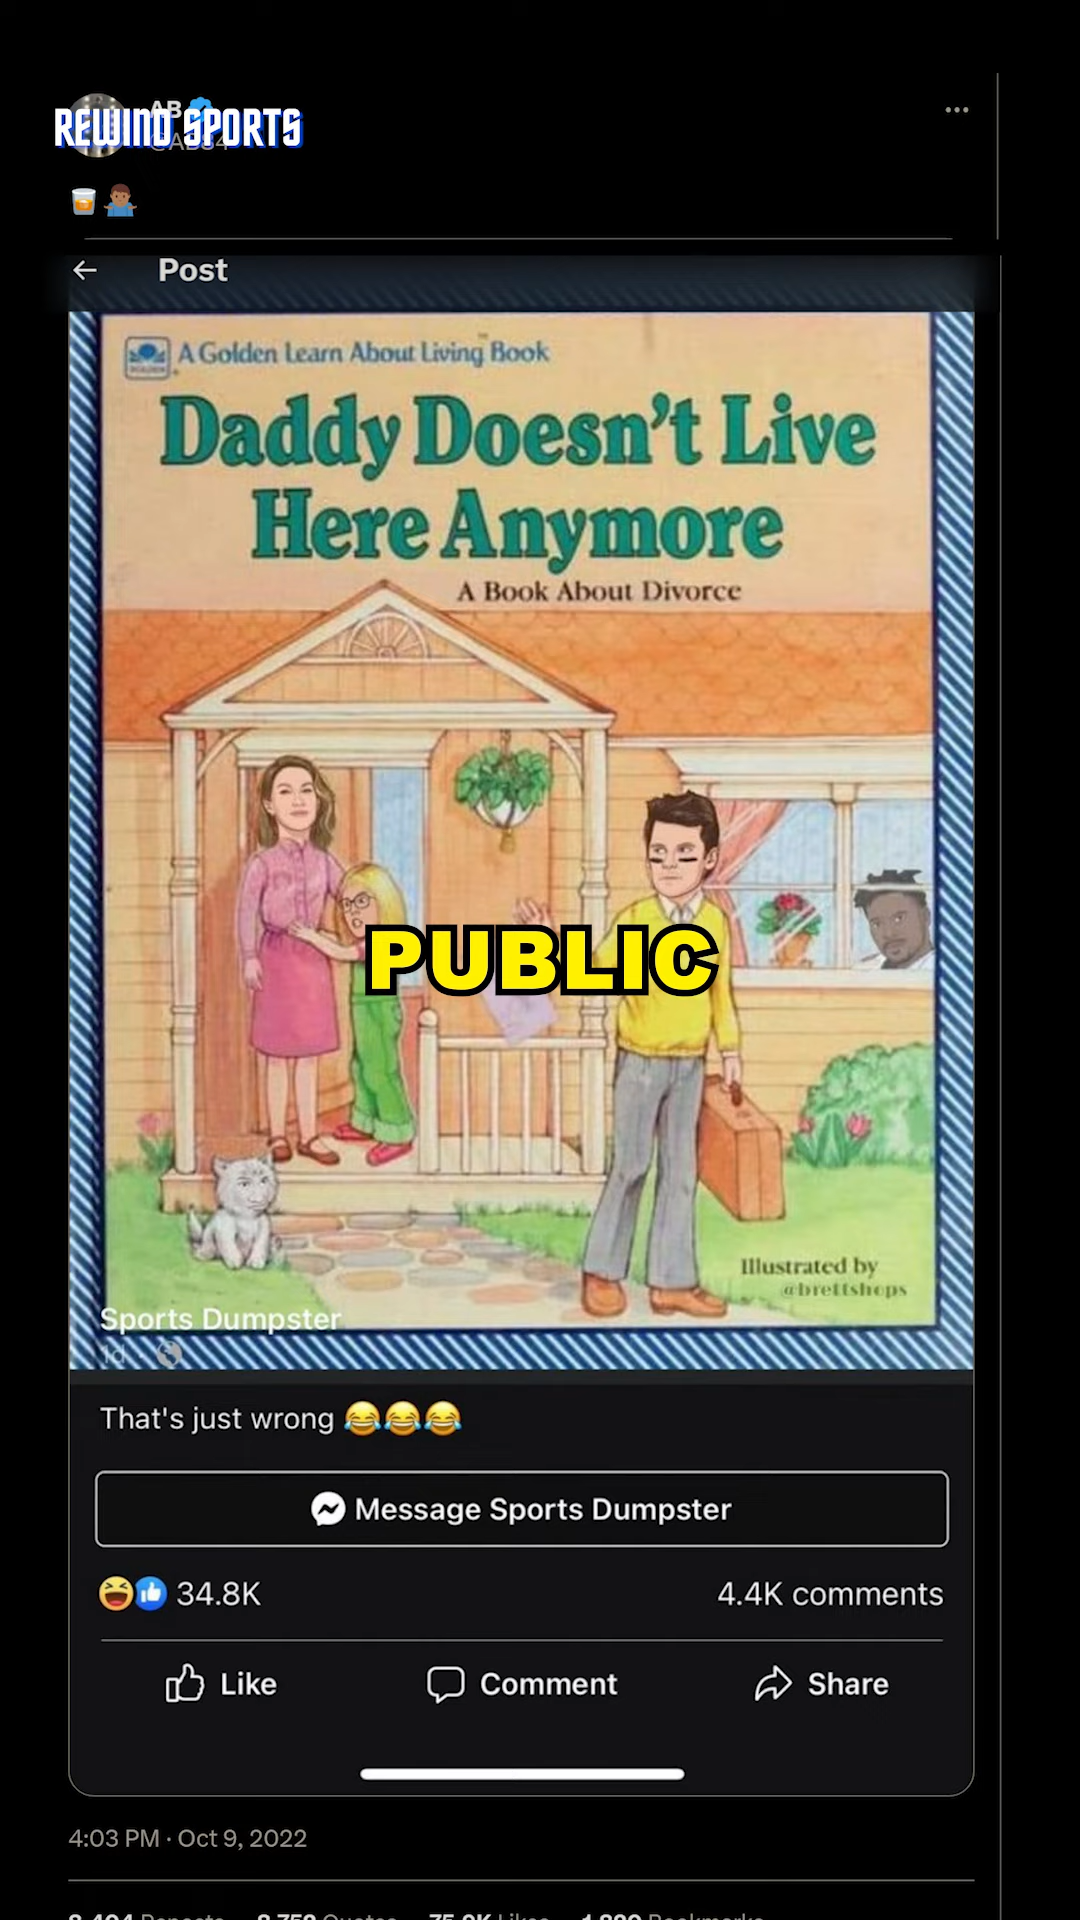 AB
REWIND SPORTS
Post
A Golden Learn About Living Book
Daddy Doesn't Live
Here Anymore
A Book About Divorce
PUBLIC
Illustrated by
@brettshops
Sports Dumpster
1d
That's just wrong 😂😂😂
Message Sports Dumpster
34.8K
4.4K comments
Like
Comment
Share
4:03 PM · Oct 9, 2022